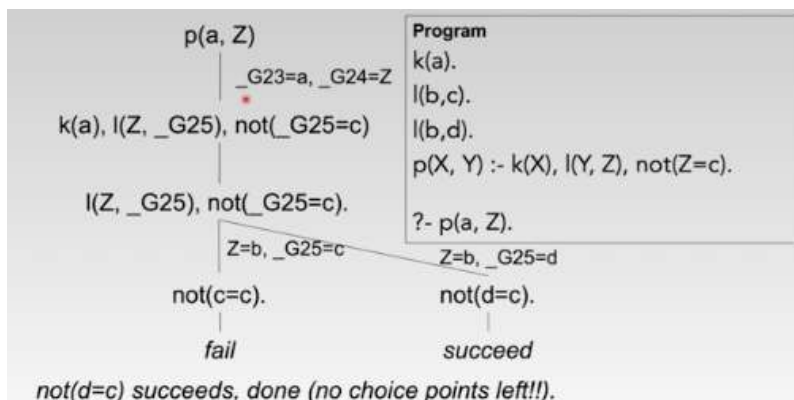 p(a, Z)
_G23=a, _G24=Z
k(a), l(Z, _G25), not(_G25=c)
l(Z, _G25), not(_G25=c).
Z=b, _G25=c
Z=b, _G25=d
not(c=c).
not(d=c).
fail
succeed
not(d=c) succeeds, done (no choice points left!!).
Program
k(a).
l(b,c).
l(b,d).
p(X, Y) :- k(X), l(Y, Z), not(Z=c).
?- p(a, Z).